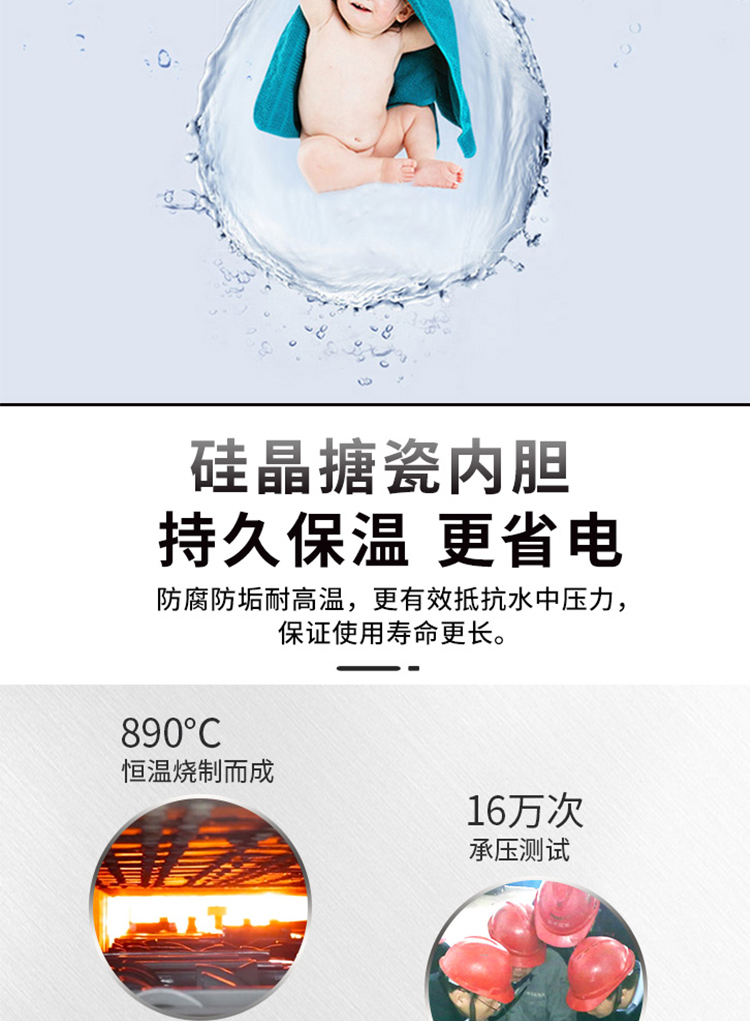 硅晶搪瓷内胆
持久保温 更省电
防腐防垢耐高温，更有效抵抗水中压力，
保证使用寿命更长。
890°C
恒温烧制而成
16万次
承压测试